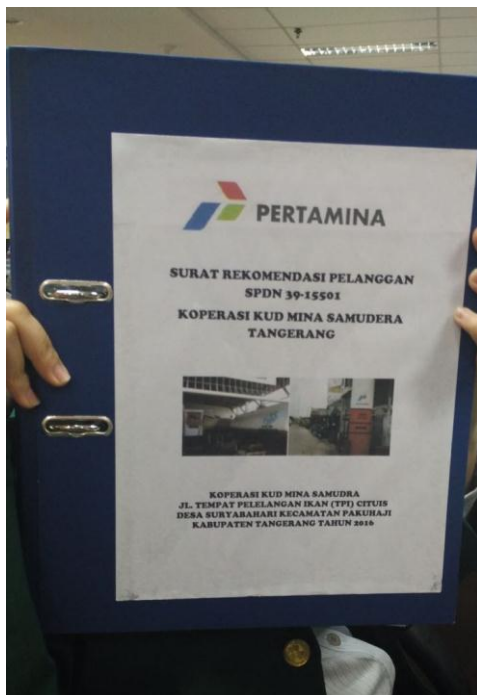 PERTAMINA
SURAT REKOMENDASI PELANGGAN
SPDN 39-15501
KOPERASI KUD MINA SAMUDERA
TANGERANG
KOPERASI KUD MINA SAMUDRA
JL. TEMPAT PELELANGAN IKAN (TPI) CITUIS
DESA SURYABAHARI KECAMATAN PAKUHAJI
KABUPATEN TANGERANG TAHUN 2016